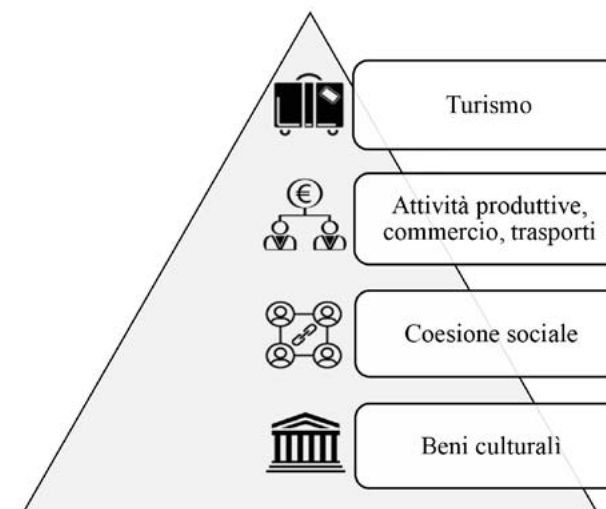 Turismo
€
Attività produttive,
commercio, trasporti
Coesione sociale
Beni culturali